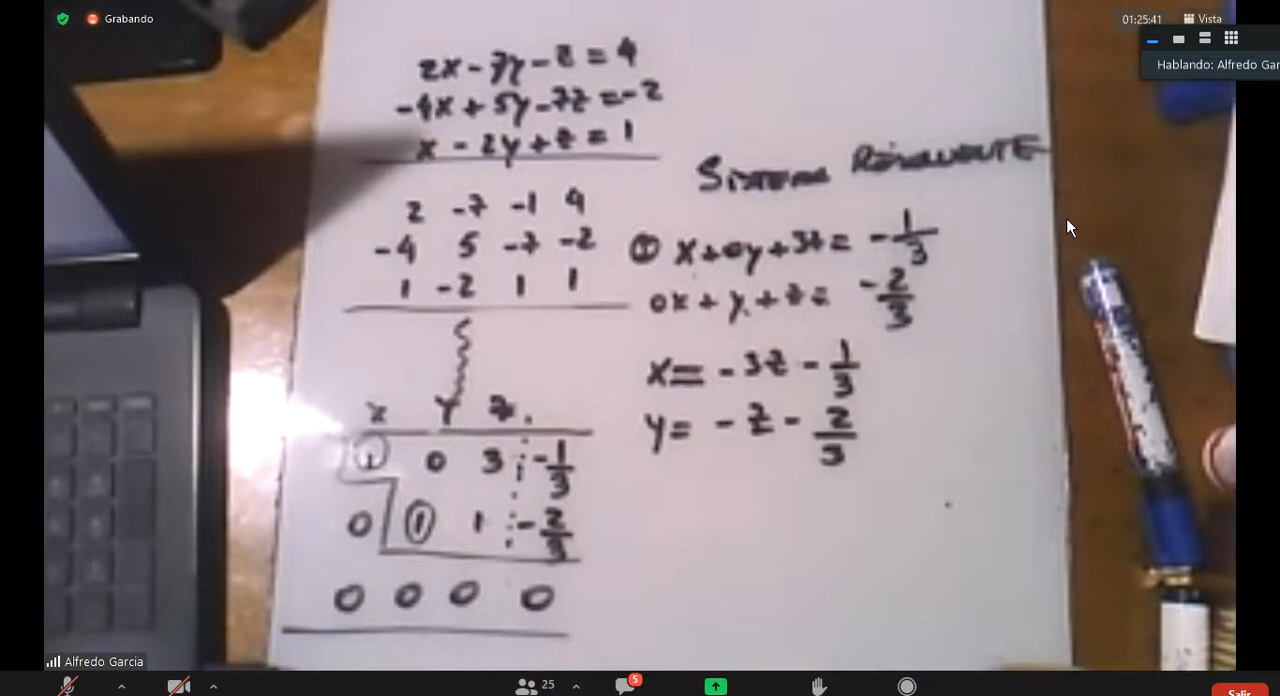 Grabando
01:25:41
Vista
Hablando: Alfredo Gar
2x - 7y - z = 4
-4x + 5y - 7z = -2
x - 2y + z = 1
2 -7 -1 4
-4 5 -7 -2
1 -2 1 1
x y z.
1 0 3 ⋮ -1/3
0 1 1 ⋮ -2/3
0 0 0 0
Sistema
① x + 0y + 3z = -1/3
0x + y + z = -2/3
x = -3z - 1/3
y = -z - 2/3
Alfredo Garcia
25
5
Salir